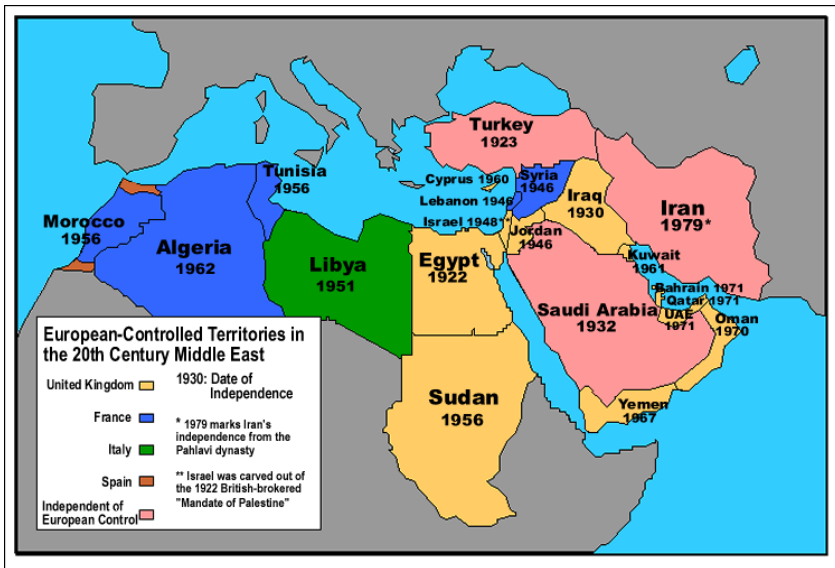 Turkey
1923
Tunisia
1956
Cyprus 1960
Syria
1946
Lebanon 1946
Iraq
1930
Iran
1979*
Israel 1948**
Jordan
1946
Morocco
1956
Algeria
1962
Libya
1951
Egypt
1922
Kuwait
1961
Bahrain 1971
Qatar 1971
UAE
1971
Oman
1970
Saudi Arabia
1932
Sudan
1956
Yemen
1967
European-Controlled Territories in
the 20th Century Middle East
United Kingdom
1930: Date of
Independence
France
* 1979 marks Iran's
independence from the
Pahlavi dynasty
Italy
Spain
** Israel was carved out of
the 1922 British-brokered
"Mandate of Palestine"
Independent of
European Control